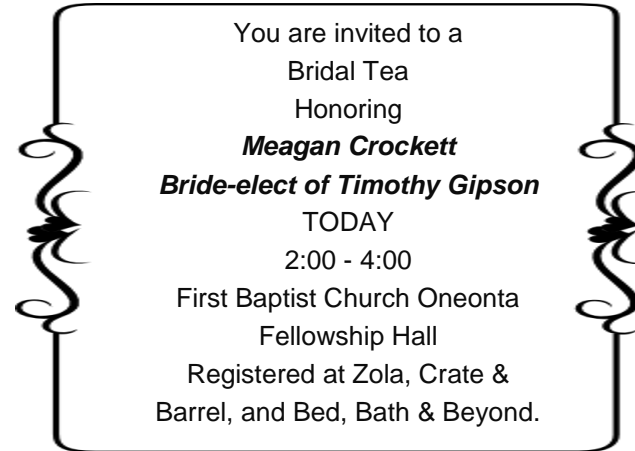 You are invited to a
Bridal Tea
Honoring
Meagan Crockett
Bride-elect of Timothy Gipson
TODAY
2:00 - 4:00
First Baptist Church Oneonta
Fellowship Hall
Registered at Zola, Crate &
Barrel, and Bed, Bath & Beyond.